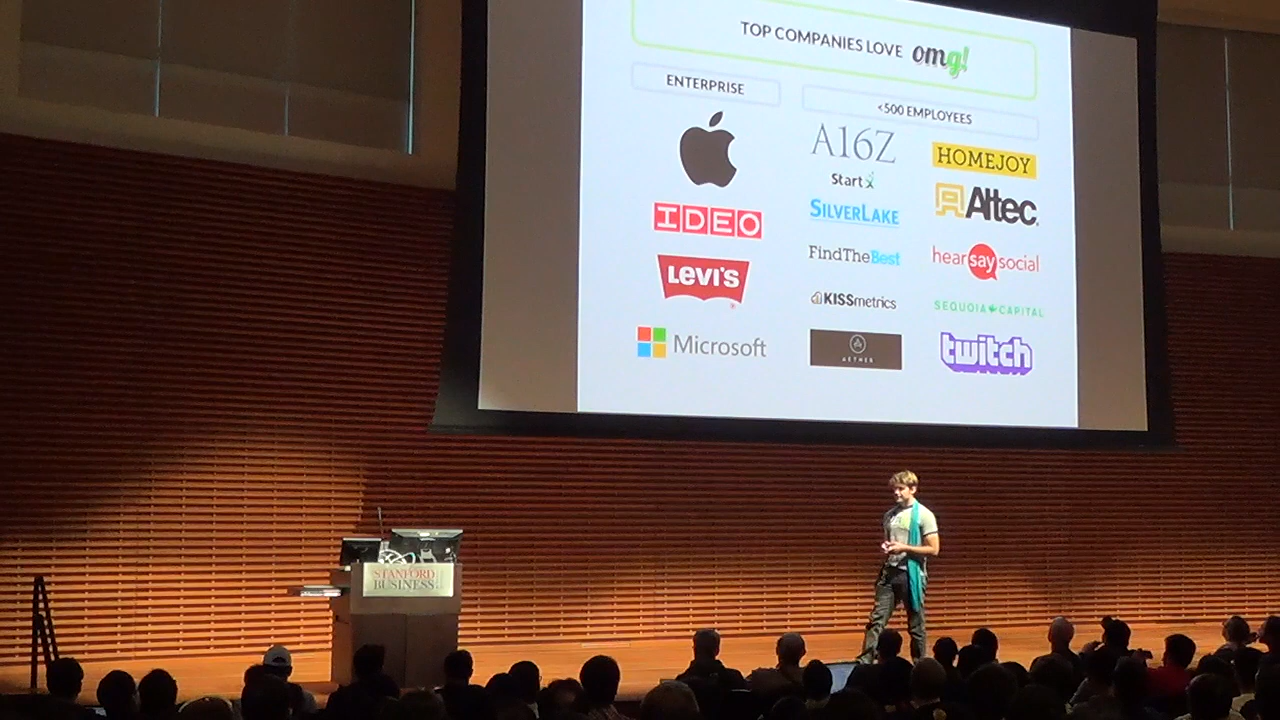 TOP COMPANIES LOVE omg!
ENTERPRISE
<500 EMPLOYEES
A16Z
HOMEJOY
StartX
IDEO
SILVERLAKE
Altec
FindTheBest
hearsaysocial
LEVI'S
KISSmetrics
SEQUOIA CAPITAL
Microsoft
AETHER
twitch
STANFORD
BUSINESS